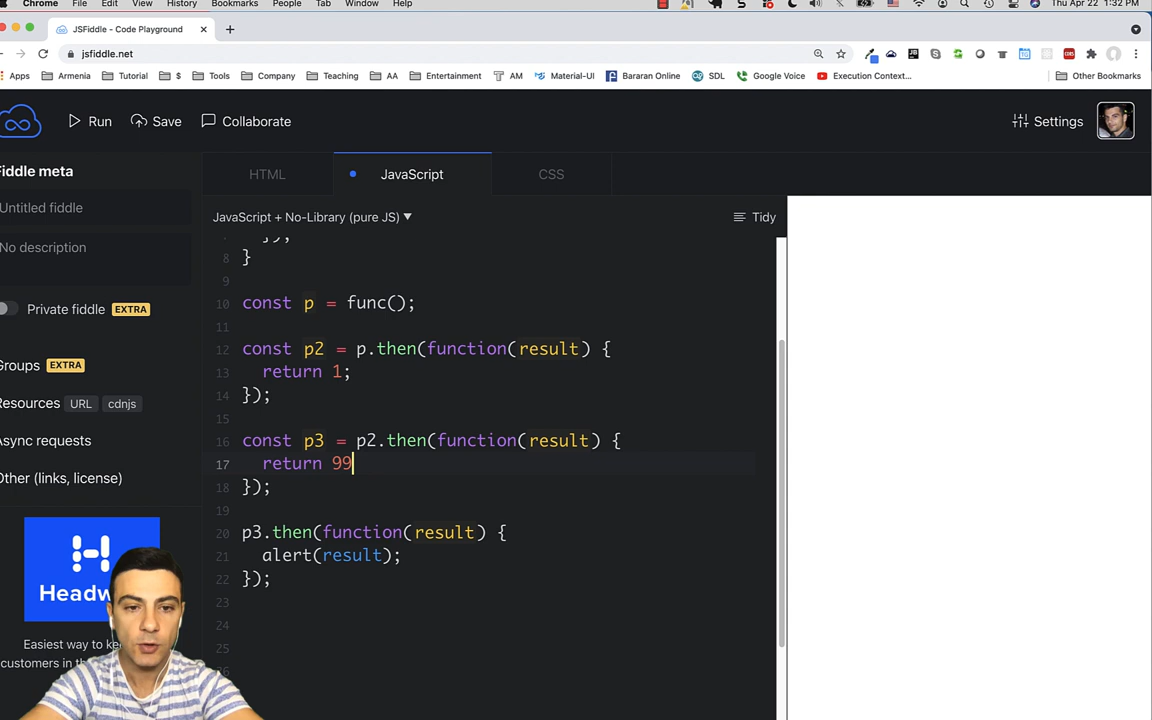 Chrome File Edit View History Bookmarks People Tab Window Help
Thu Apr 22 1:32 PM
JSFiddle - Code Playground
jsfiddle.net
Apps Armenia Tutorial $ Tools Company Teaching AA Entertainment AM Material-UI Bararan Online SDL Google Voice Execution Context... Other Bookmarks
Run Save Collaborate Settings
Fiddle meta
HTML JavaScript CSS
Untitled fiddle
JavaScript + No-Library (pure JS) Tidy
No description
Private fiddle EXTRA
Groups EXTRA
Resources URL cdnjs
Async requests
Other (links, license)
Easiest way to
customers in
7 });
8 }
9
10 const p = func();
11
12 const p2 = p.then(function(result) {
13 return 1;
14 });
15
16 const p3 = p2.then(function(result) {
17 return 99
18 });
19
20 p3.then(function(result) {
21 alert(result);
22 });
23
24
25
26